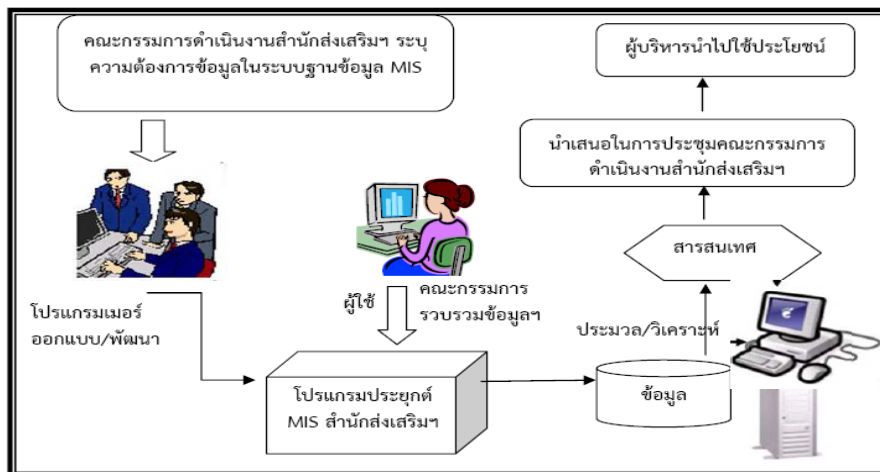 คณะกรรมการดำเนินงานสำนักส่งเสริมฯ ระบุ
ความต้องการข้อมูลในระบบฐานข้อมูล MIS
ผู้บริหารนำไปใช้ประโยชน์
นำเสนอในการประชุมคณะกรรมการ
ดำเนินงานสำนักส่งเสริมฯ
สารสนเทศ
โปรแกรมเมอร์
ออกแบบ/พัฒนา
ผู้ใช้
คณะกรรมการ
รวบรวมข้อมูลฯ
ประมวล/วิเคราะห์
โปรแกรมประยุกต์
MIS สำนักส่งเสริมฯ
ข้อมูล